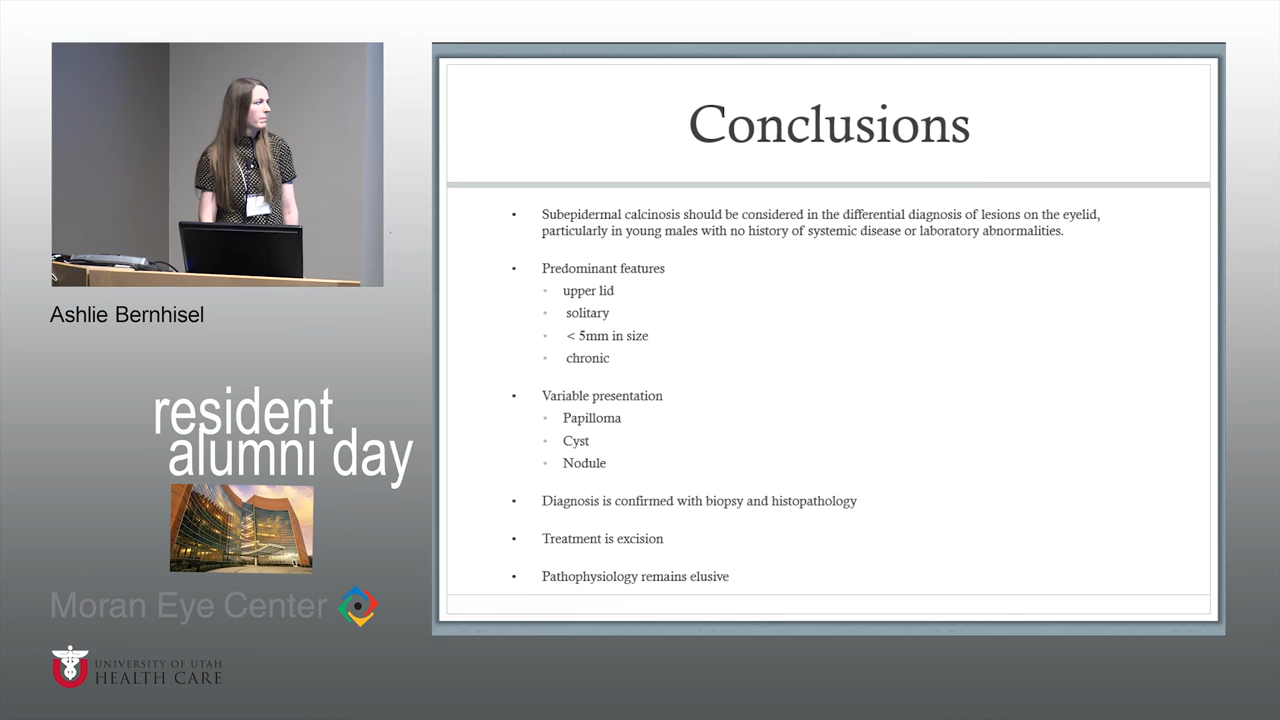 Conclusions
• Subepidermal calcinosis should be considered in the differential diagnosis of lesions on the eyelid,
particularly in young males with no history of systemic disease or laboratory abnormalities.
• Predominant features
• upper lid
• solitary
• < 5mm in size
• chronic
• Variable presentation
• Papilloma
• Cyst
• Nodule
• Diagnosis is confirmed with biopsy and histopathology
• Treatment is excision
• Pathophysiology remains elusive
Ashlie Bernhisel
resident
alumni day
Moran Eye Center
UNIVERSITY OF UTAH
HEALTH CARE